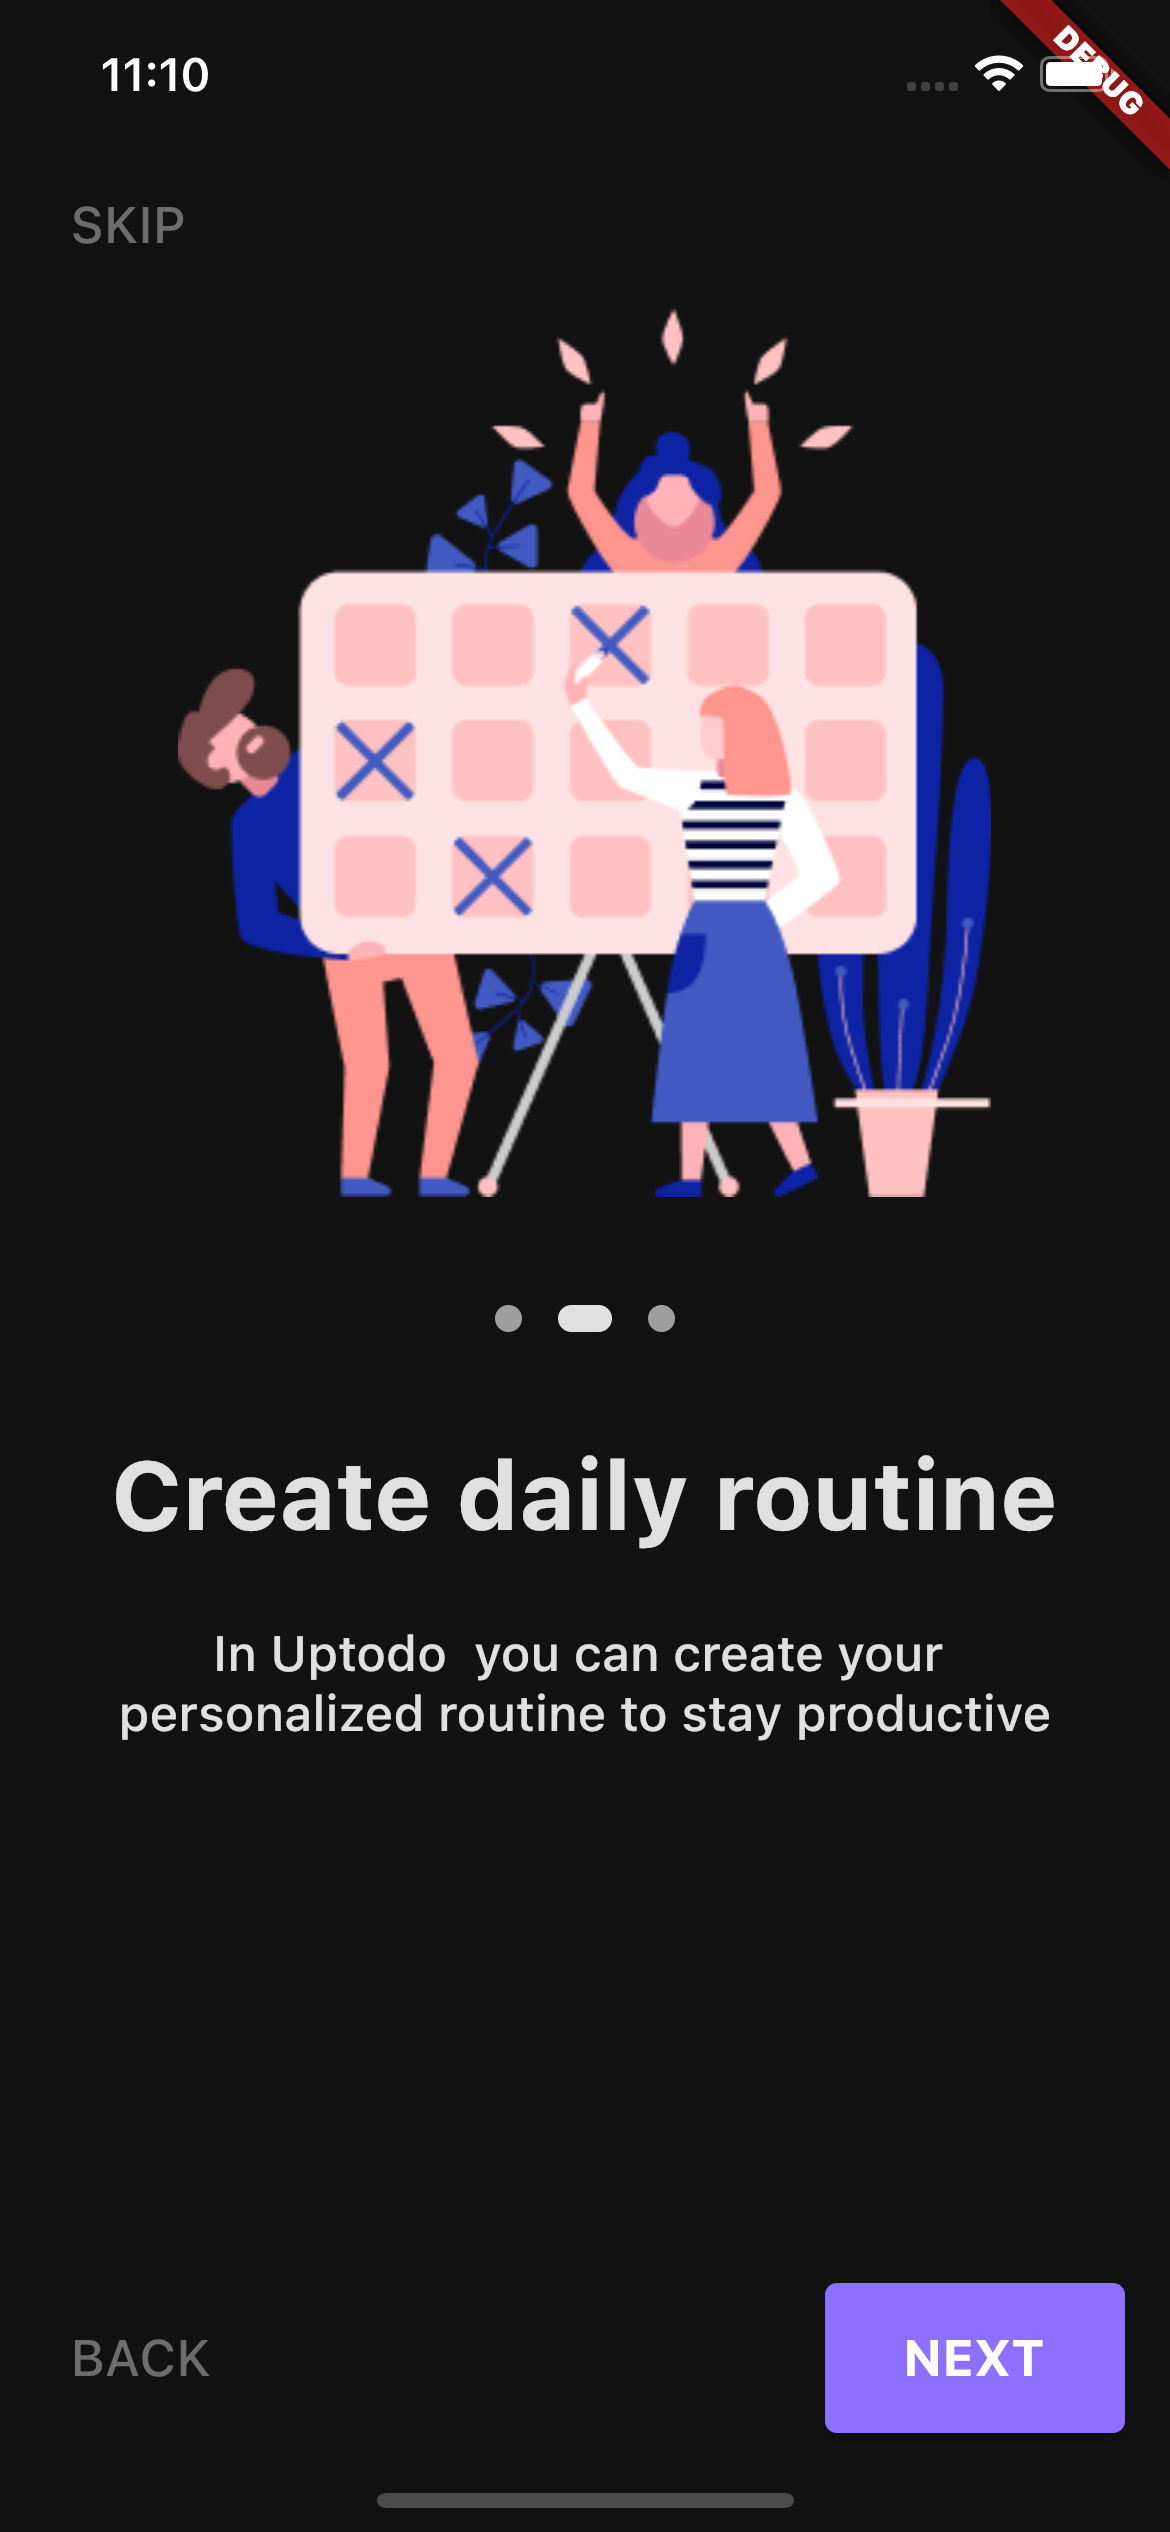 11:10
DEBUG
SKIP
Create daily routine
In Uptodo  you can create your
personalized routine to stay productive
BACK
NEXT